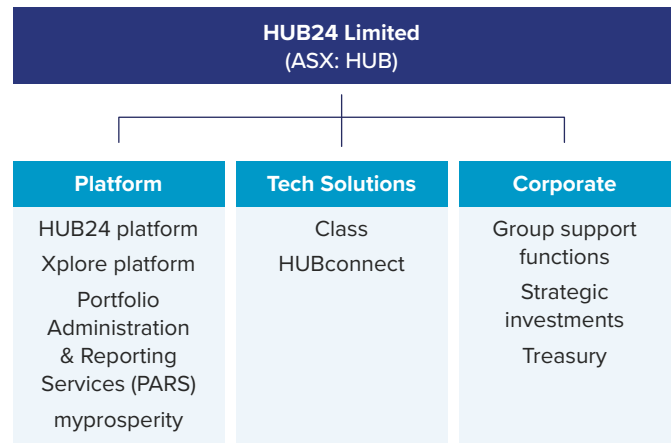 HUB24 Limited
(ASX: HUB)
Platform
HUB24 platform
Xplore platform
Portfolio
Administration
& Reporting
Services (PARS)
myprosperity
Tech Solutions
Class
HUBconnect
Corporate
Group support
functions
Strategic
investments
Treasury